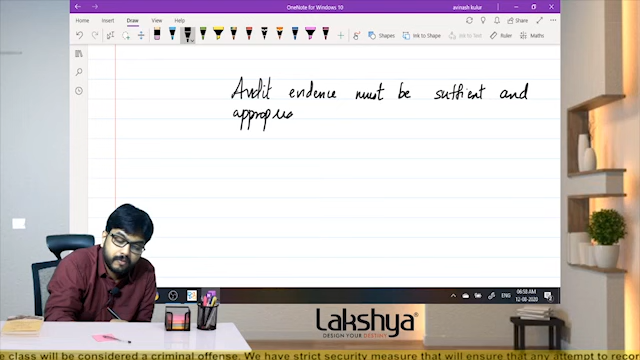 OneNote for Windows 10
avinash kulur
Home Insert Draw View Help
Share
Shapes Ink to Shape Ink to Text Ruler Maths
Audit evidence must be sufficient and
appropria
ENG
06:58 AM
12-08-2020
Lakshya
DESIGN YOUR DESTINY
e class will be considered a criminal offense. We have strict security measure that will ensure that any attempt to recor